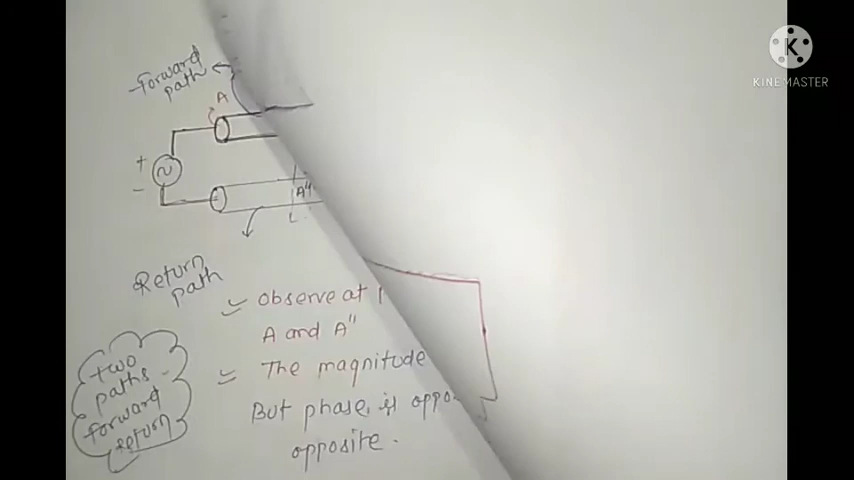 Forward
path
A
+
-
A"
Return
path
Observe at
A and A"
The magnitude
But phase is oppo
opposite.
two
paths
forward
return
K
KINEMASTER